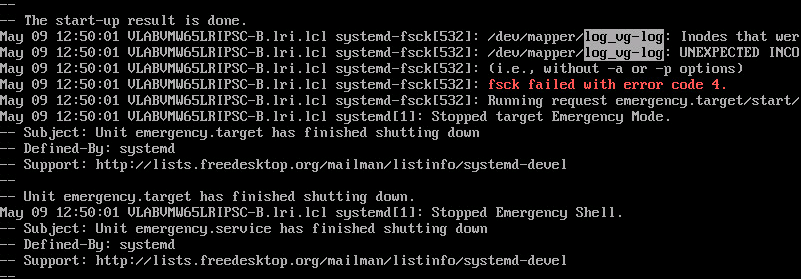 --
-- The start-up result is done.
May 09 12:50:01 VLABVMW65LRIPSC-B.lri.lcl systemd-fsck[532]: /dev/mapper/log_vg-log: Inodes that wer
May 09 12:50:01 VLABVMW65LRIPSC-B.lri.lcl systemd-fsck[532]: /dev/mapper/log_vg-log: UNEXPECTED INCO
May 09 12:50:01 VLABVMW65LRIPSC-B.lri.lcl systemd-fsck[532]: (i.e., without -a or -p options)
May 09 12:50:01 VLABVMW65LRIPSC-B.lri.lcl systemd-fsck[532]: fsck failed with error code 4.
May 09 12:50:01 VLABVMW65LRIPSC-B.lri.lcl systemd-fsck[532]: Running request emergency.target/start/
May 09 12:50:01 VLABVMW65LRIPSC-B.lri.lcl systemd[1]: Stopped target Emergency Mode.
-- Subject: Unit emergency.target has finished shutting down
-- Defined-By: systemd
-- Support: http://lists.freedesktop.org/mailman/listinfo/systemd-devel
--
-- Unit emergency.target has finished shutting down.
May 09 12:50:01 VLABVMW65LRIPSC-B.lri.lcl systemd[1]: Stopped Emergency Shell.
-- Subject: Unit emergency.service has finished shutting down
-- Defined-By: systemd
-- Support: http://lists.freedesktop.org/mailman/listinfo/systemd-devel
--